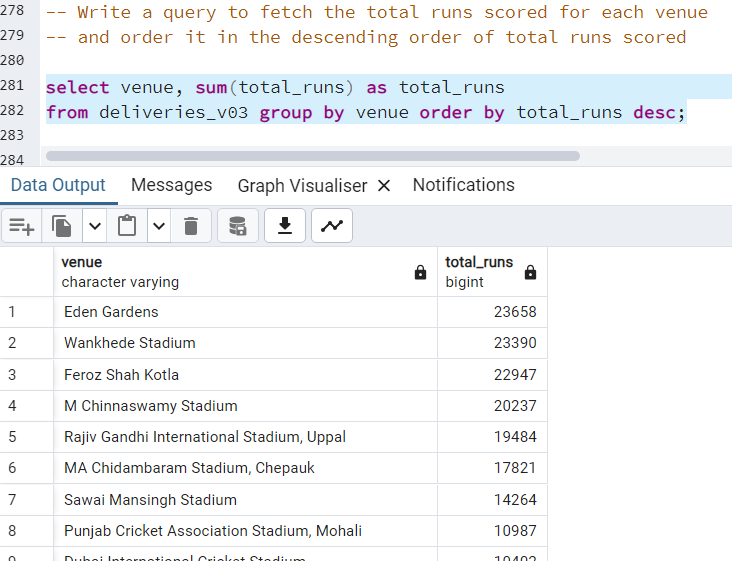 278 -- Write a query to fetch the total runs scored for each venue
279 -- and order it in the descending order of total runs scored
280
281 select venue, sum(total_runs) as total_runs
282 from deliveries_v03 group by venue order by total_runs desc;
283
284
Data Output Messages Graph Visualiser × Notifications
venue total_runs
character varying bigint
1 Eden Gardens 23658
2 Wankhede Stadium 23390
3 Feroz Shah Kotla 22947
4 M Chinnaswamy Stadium 20237
5 Rajiv Gandhi International Stadium, Uppal 19484
6 MA Chidambaram Stadium, Chepauk 17821
7 Sawai Mansingh Stadium 14264
8 Punjab Cricket Association Stadium, Mohali 10987
9 Dubai International Cricket Stadium